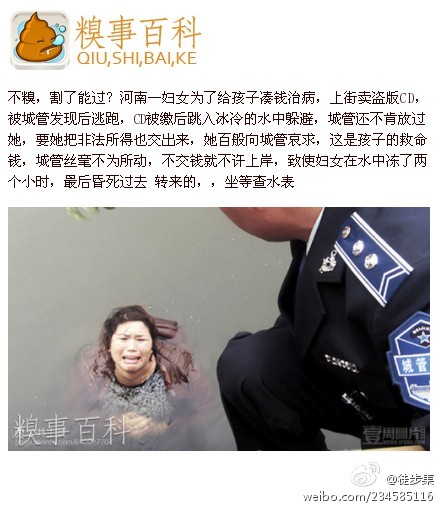 糗事百科
QIU,SHI,BAI,KE
不糗，割了能过？河南一妇女为了给孩子凑钱治病，上街卖盗版CD，
被城管发现后逃跑，CD被缴后跳入冰冷的水中躲避，城管还不肯放过
她，要她把非法所得也交出来，她百般向城管哀求，这是孩子的救命
钱，城管丝毫不为所动，不交钱就不许上岸，致使妇女在水中冻了两
个小时，最后昏死过去 转来的，，坐等查水表
城管
糗事百科
壹周圖片
@徒步渠
weibo.com/234585116